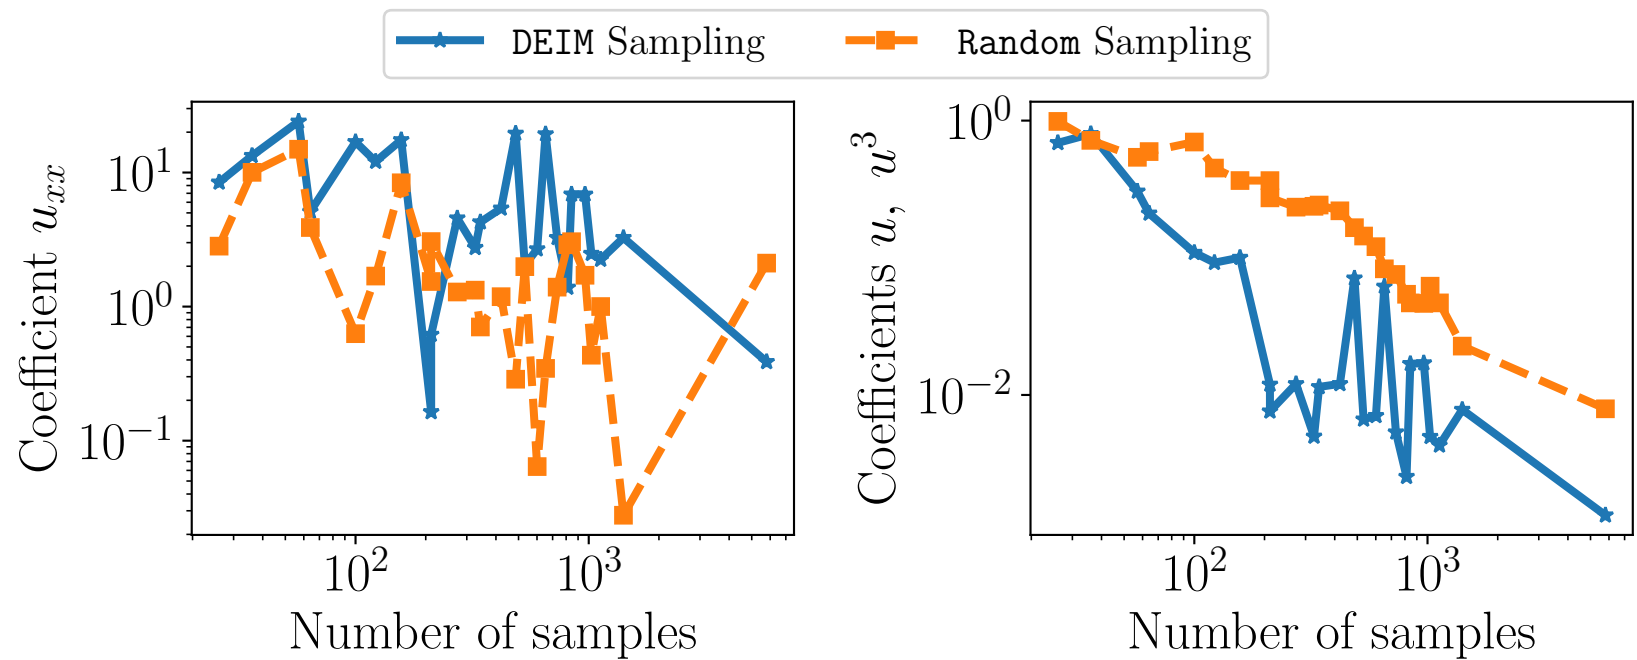 DEIM Sampling
Random Sampling
Coefficient u_{xx}
10^1
10^0
10^{-1}
10^2
10^3
Number of samples
Coefficients u, u^3
10^0
10^{-2}
10^2
10^3
Number of samples